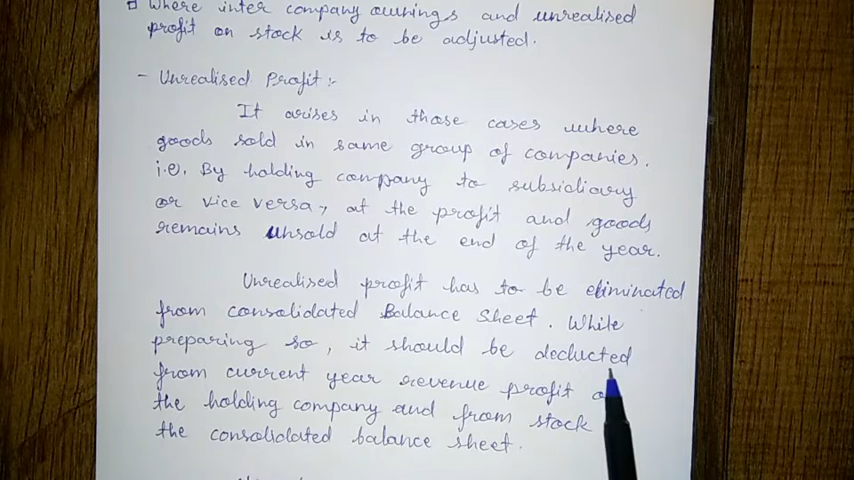 Where inter company ownings and unrealised
profit on stock is to be adjusted.
- Unrealised Profit:-
It arises in those cases where
goods sold in same group of companies.
i.e. By holding company to subsidiary
or vice versa, at the profit and goods
remains unsold at the end of the year.
Unrealised profit has to be eliminated
from consolidated Balance Sheet. While
preparing so, it should be deducted
from current year revenue profit
the holding company and from stock
the consolidated balance sheet.